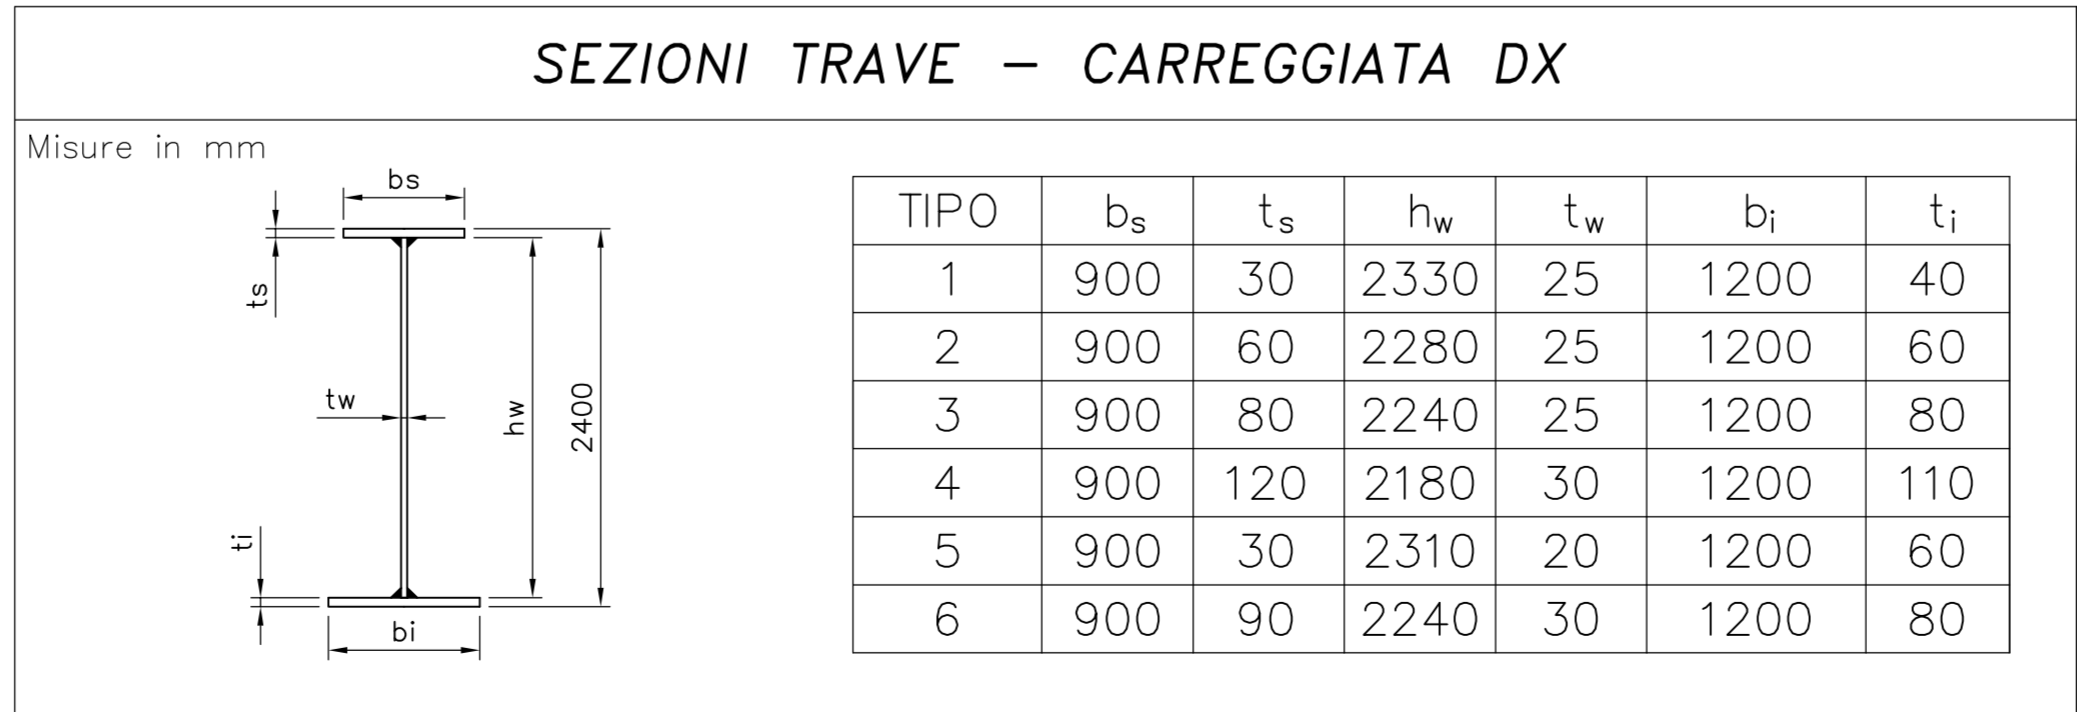 SEZIONI TRAVE – CARREGGIATA DX
Misure in mm
bs
ts
tw
hw
2400
ti
bi
TIPO bs ts hw tw bi ti
1 900 30 2330 25 1200 40
2 900 60 2280 25 1200 60
3 900 80 2240 25 1200 80
4 900 120 2180 30 1200 110
5 900 30 2310 20 1200 60
6 900 90 2240 30 1200 80